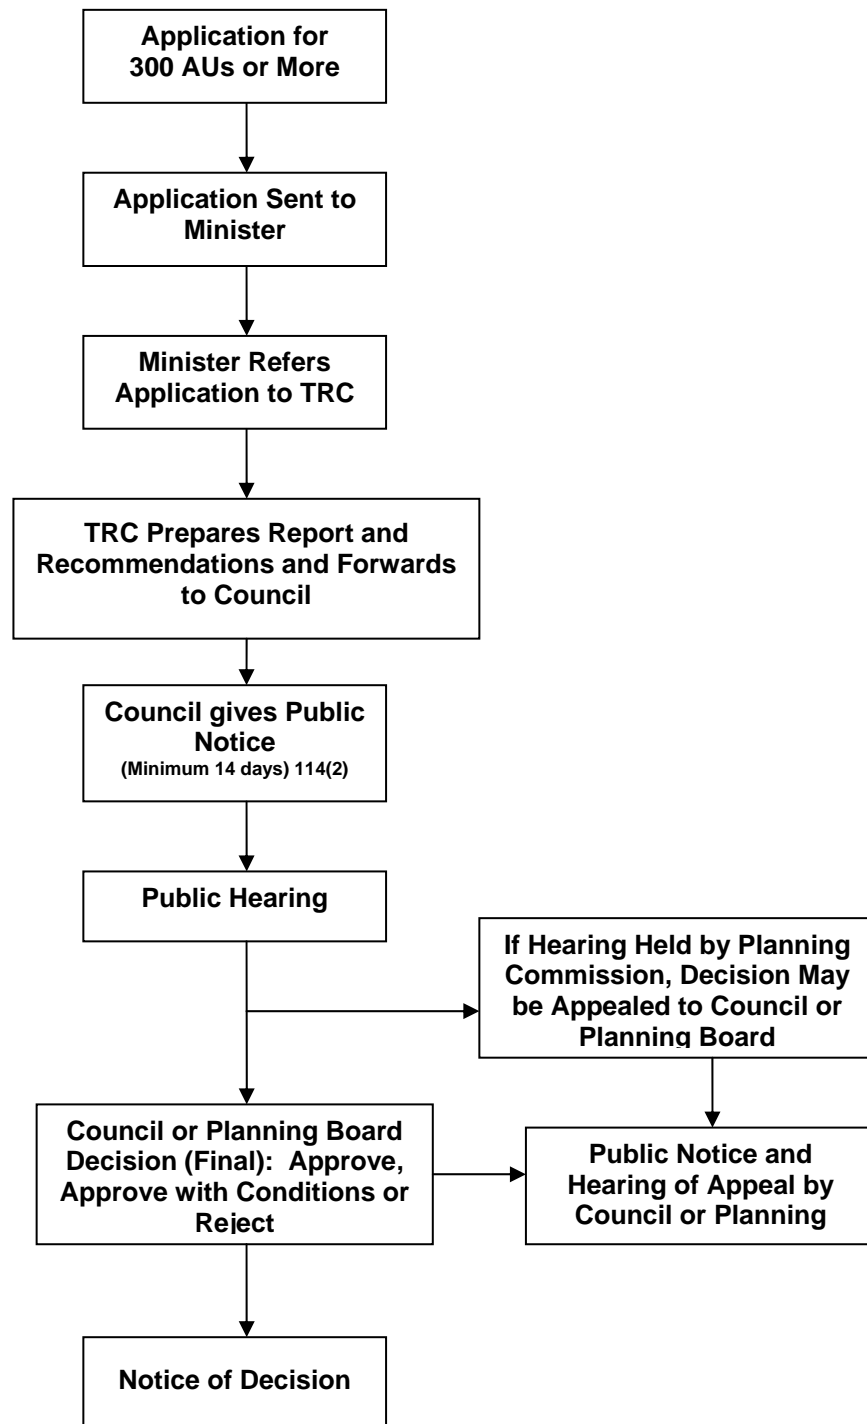 Application for
300 AUs or More
Application Sent to
Minister
Minister Refers
Application to TRC
TRC Prepares Report and
Recommendations and Forwards
to Council
Council gives Public
Notice
(Minimum 14 days) 114(2)
Public Hearing
If Hearing Held by Planning
Commission, Decision May
be Appealed to Council or
Planning Board
Council or Planning Board
Decision (Final): Approve,
Approve with Conditions or
Reject
Public Notice and
Hearing of Appeal by
Council or Planning
Notice of Decision